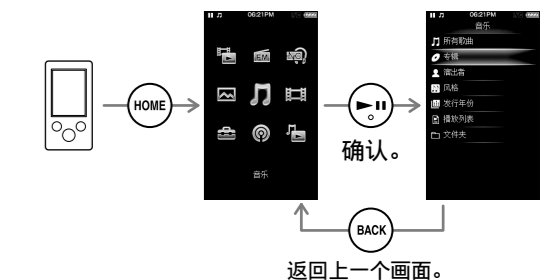 06:21PM
06:21PM
音乐
所有歌曲
FM
NC
专辑
演出者
HOME
风格
发行年份
播放列表
确认。
文件夹
音乐
BACK
返回上一个画面。